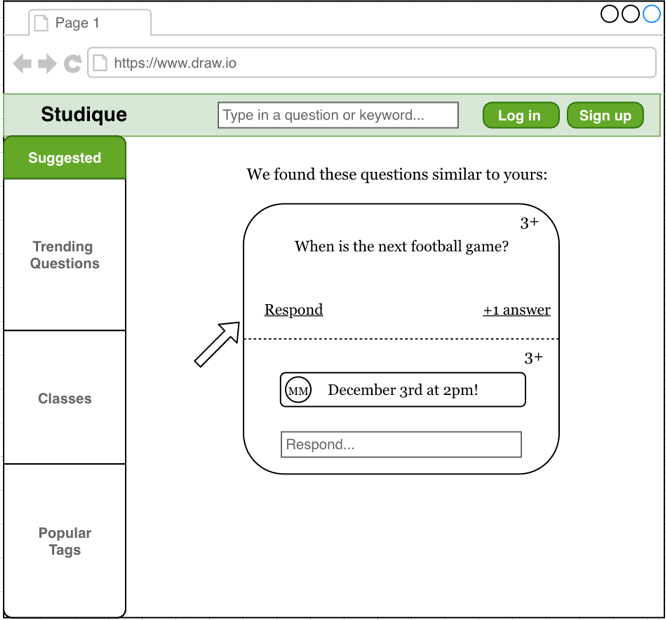 Page 1
https://www.draw.io
Studique
Type in a question or keyword...
Log in
Sign up
Suggested
We found these questions similar to yours:
3+
When is the next football game?
Trending
Questions
Respond
+1 answer
3+
MM
December 3rd at 2pm!
Classes
Respond...
Popular
Tags